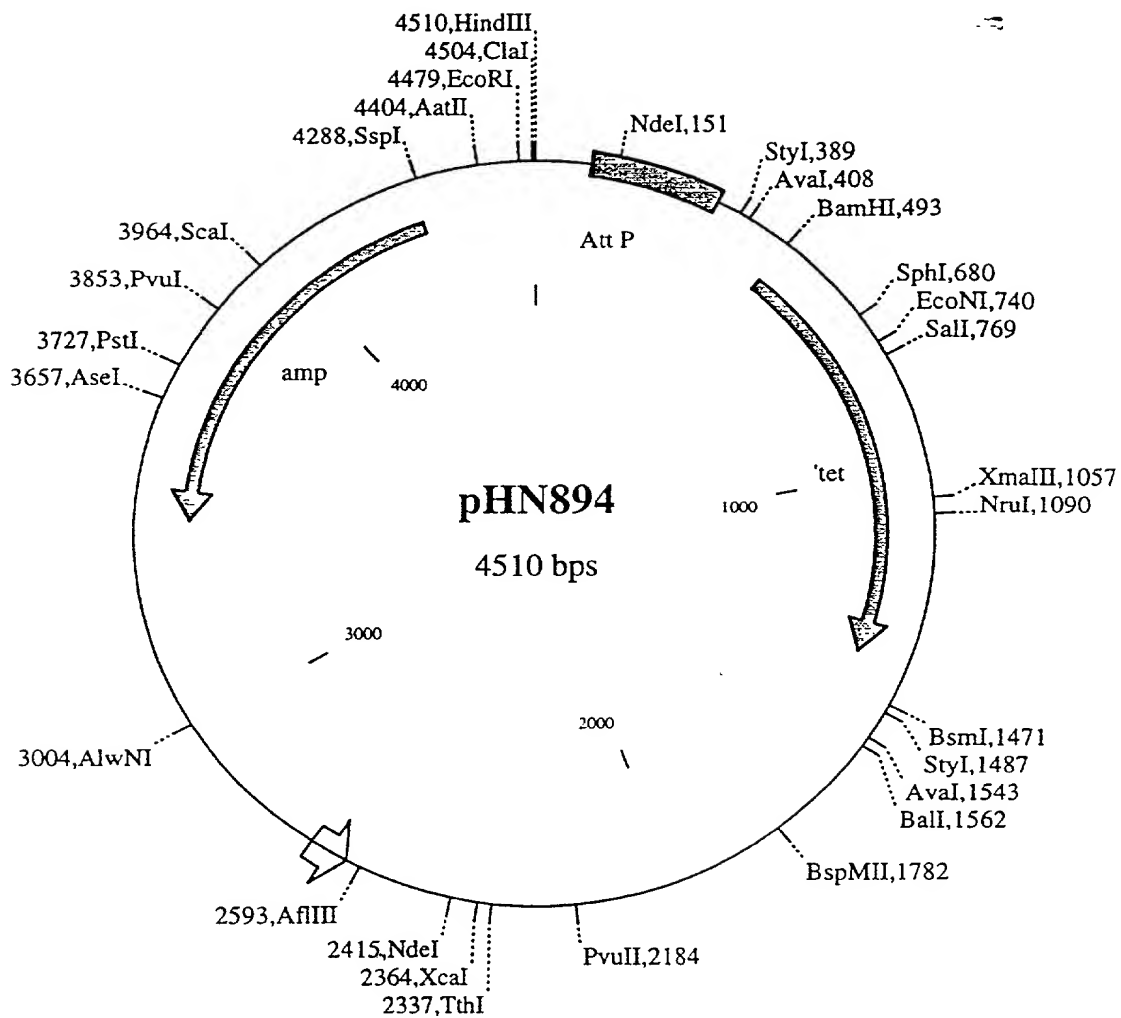 4510,HindIII
4504,ClaI
4479,EcoRI
4404,AatII
4288,SspI
NdeI,151
StyI,389
AvaI,408
BamHI,493
3964,ScaI
3853,PvuI
3727,PstI
3657,AseI
Att P
SphI,680
EcoNI,740
SalI,769
amp
4000
'tet
pHN894
4510 bps
1000
XmaIII,1057
NruI,1090
3000
2000
3004,AlwNI
BsmI,1471
StyI,1487
AvaI,1543
BalI,1562
BspMII,1782
2593,AflIII
2415,NdeI
2364,XcaI
2337,TthI
PvuII,2184